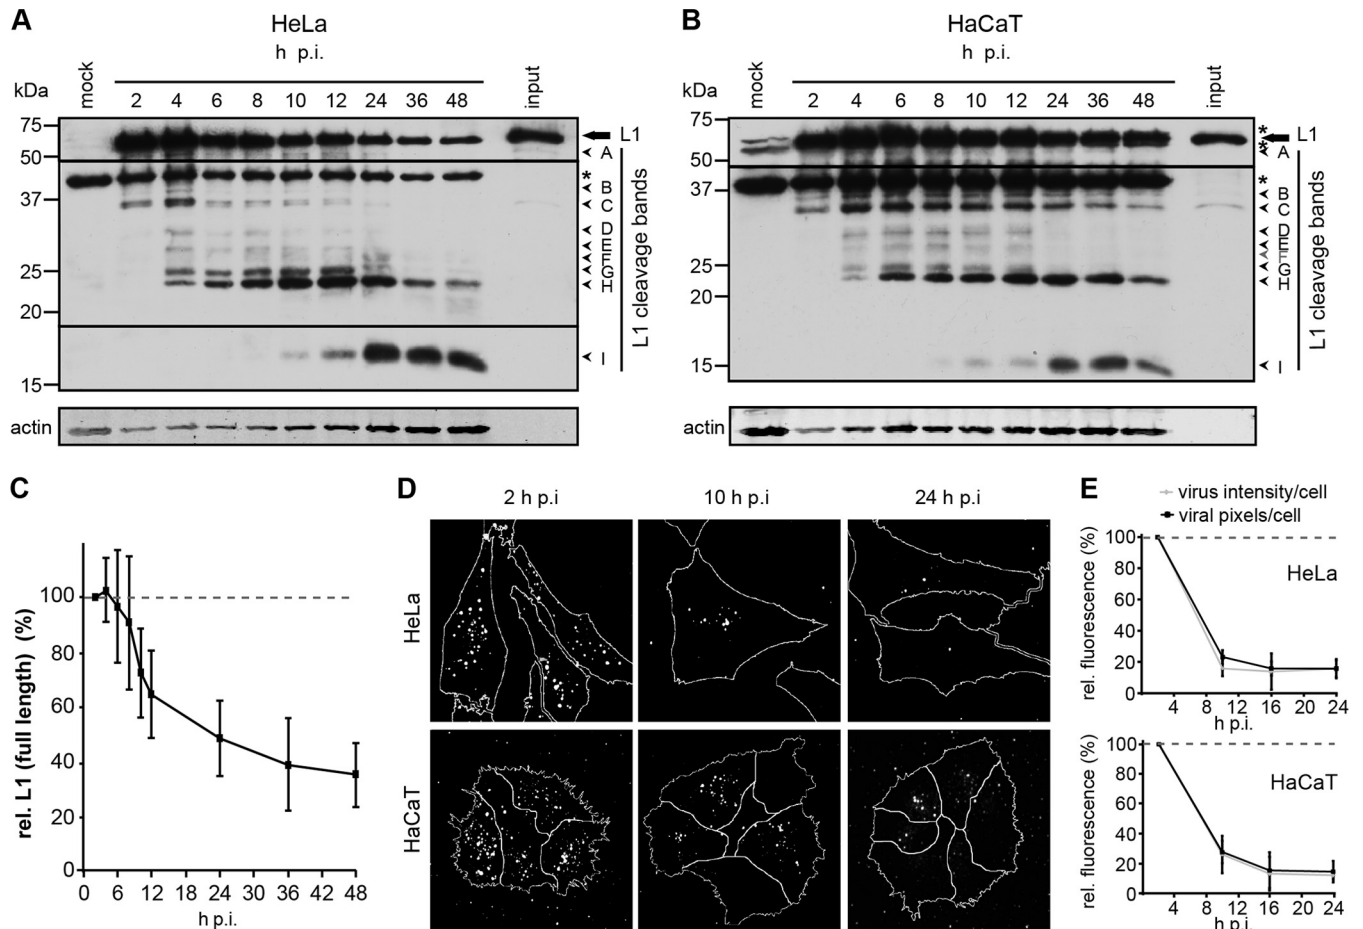 A
HeLa
h p.i.
kDa
mock
2 4 6 8 10 12 24 36 48
input
75
50
37
25
20
15
L1
A
*
B
C
D
E
F
G
H
I
L1 cleavage bands
actin
B
HaCaT
h p.i.
kDa
mock
2 4 6 8 10 12 24 36 48
input
75
50
37
25
20
15
*
L1
*
A
*
B
C
D
E
F
G
H
I
L1 cleavage bands
actin
C
rel. L1 (full length) (%)
100
80
60
40
20
0
0 6 12 18 24 30 36 42 48
h p.i.
D
2 h p.i
10 h p.i
24 h p.i
HeLa
HaCaT
E
virus intensity/cell
viral pixels/cell
rel. fluorescence (%)
100
80
60
40
20
0
HeLa
4 8 12 16 20 24
h p.i.
rel. fluorescence (%)
100
80
60
40
20
0
HaCaT
4 8 12 16 20 24
h p.i.